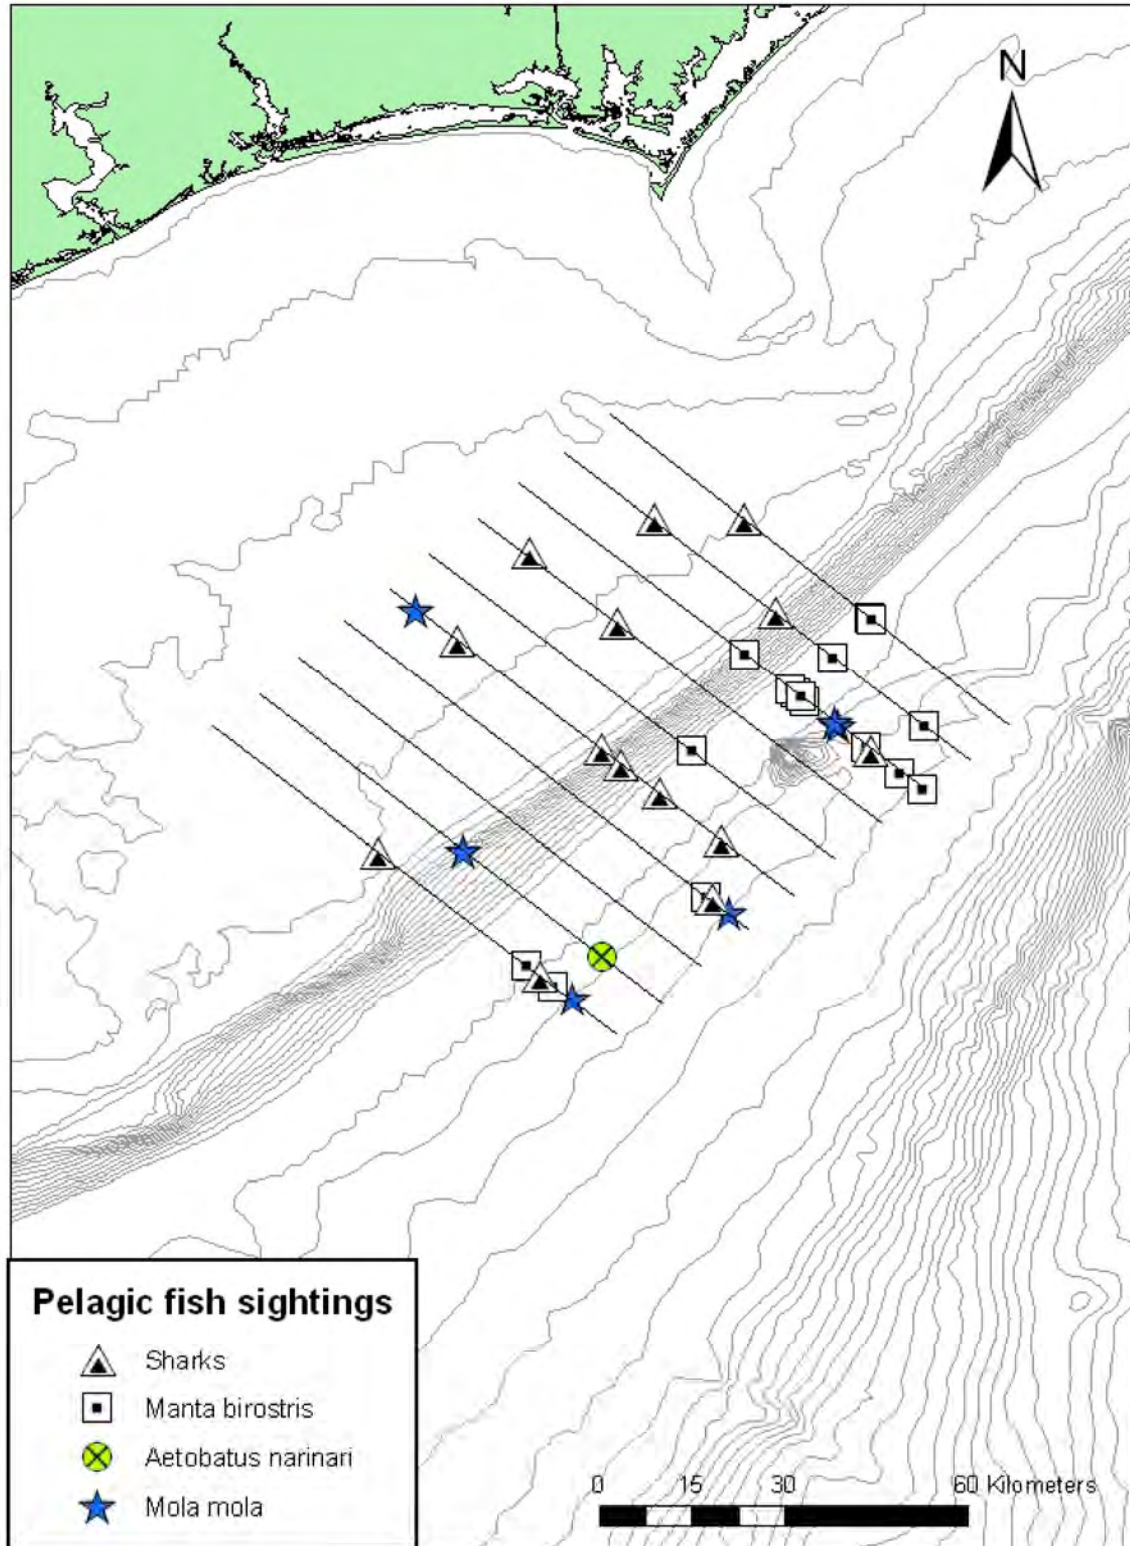 N
Pelagic fish sightings
Sharks
Manta birostris
Aetobatus narinari
Mola mola
0 15 30 60 Kilometers